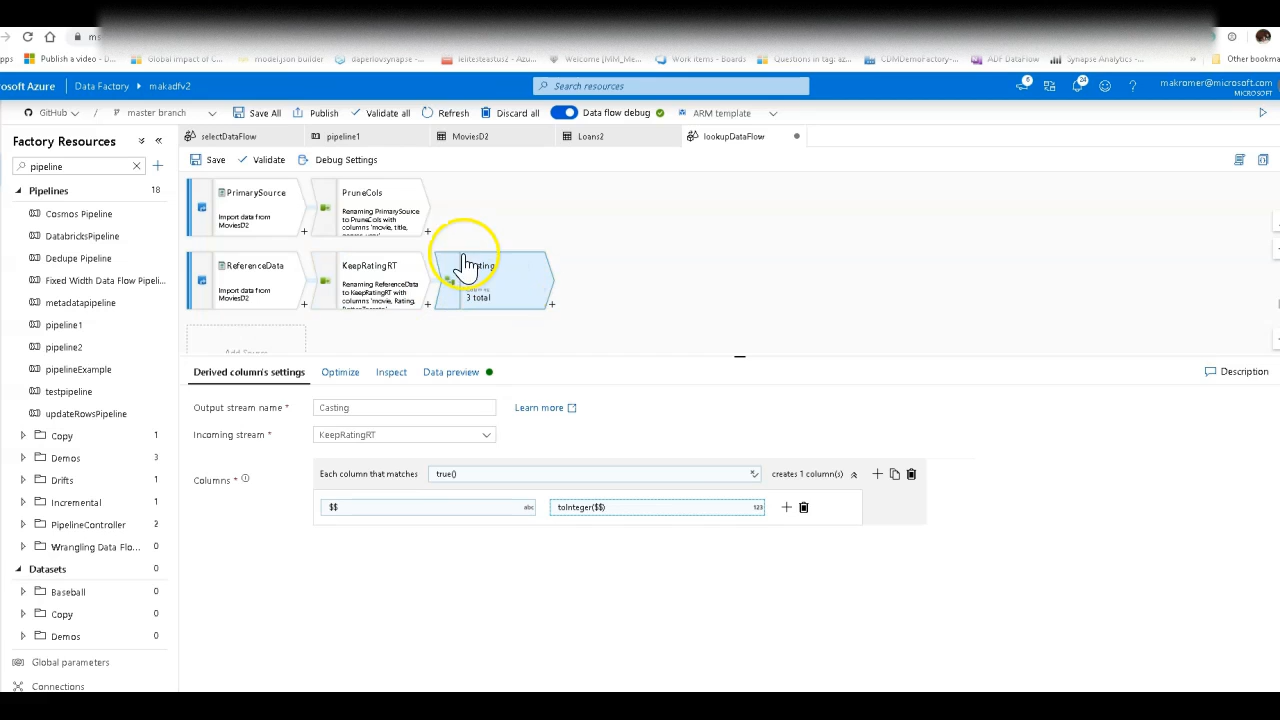 Publish a video -
Global impact of C
modeljson builder
daperlovsynapse -
Welcome [MM_Me
Work items - Boards
Questions in tag: az
CDMDemoFactory-
ADF DataFlow
Synapse Analytics -
»
Other bookma
osoft Azure
Data Factory
makadfv2
Search resources
6
24
makromer@microsoft.com
MICROSOFT
GitHub
master branch
Save All
Publish
Validate all
Refresh
Discard all
Data flow debug
ARM template
Factory Resources
selectDataFlow
pipeline1
MoviesD2
Loans2
lookupDataFlow
Save
Validate
Debug Settings
pipeline
Pipelines 18
Cosmos Pipeline
DatabricksPipeline
Dedupe Pipeline
Fixed Width Data Flow Pipeli...
metadatapipeline
pipeline1
pipeline2
pipelineExample
testpipeline
updateRowsPipeline
Copy 1
Demos 3
Drifts 1
Incremental 1
PipelineController 2
Wrangling Data Flo... 0
Datasets 0
Baseball 0
Copy 0
Demos 0
Global parameters
Connections
PrimarySource
Import data from
MoviesD2
PruneCols
Renaming PrimarySource
to PruneCols with
columns 'movie, title,
ReferenceData
Import data from
MoviesD2
KeepRatingRT
Renaming ReferenceData
to KeepRatingRT with
columns 'movie, Rating,
3 total
Add Source
Derived column's settings
Optimize
Inspect
Data preview
Description
Output stream name *
Casting
Learn more
Incoming stream *
KeepRatingRT
Columns *
Each column that matches
true()
creates 1 column(s)
$$
abc
toInteger($$)
123